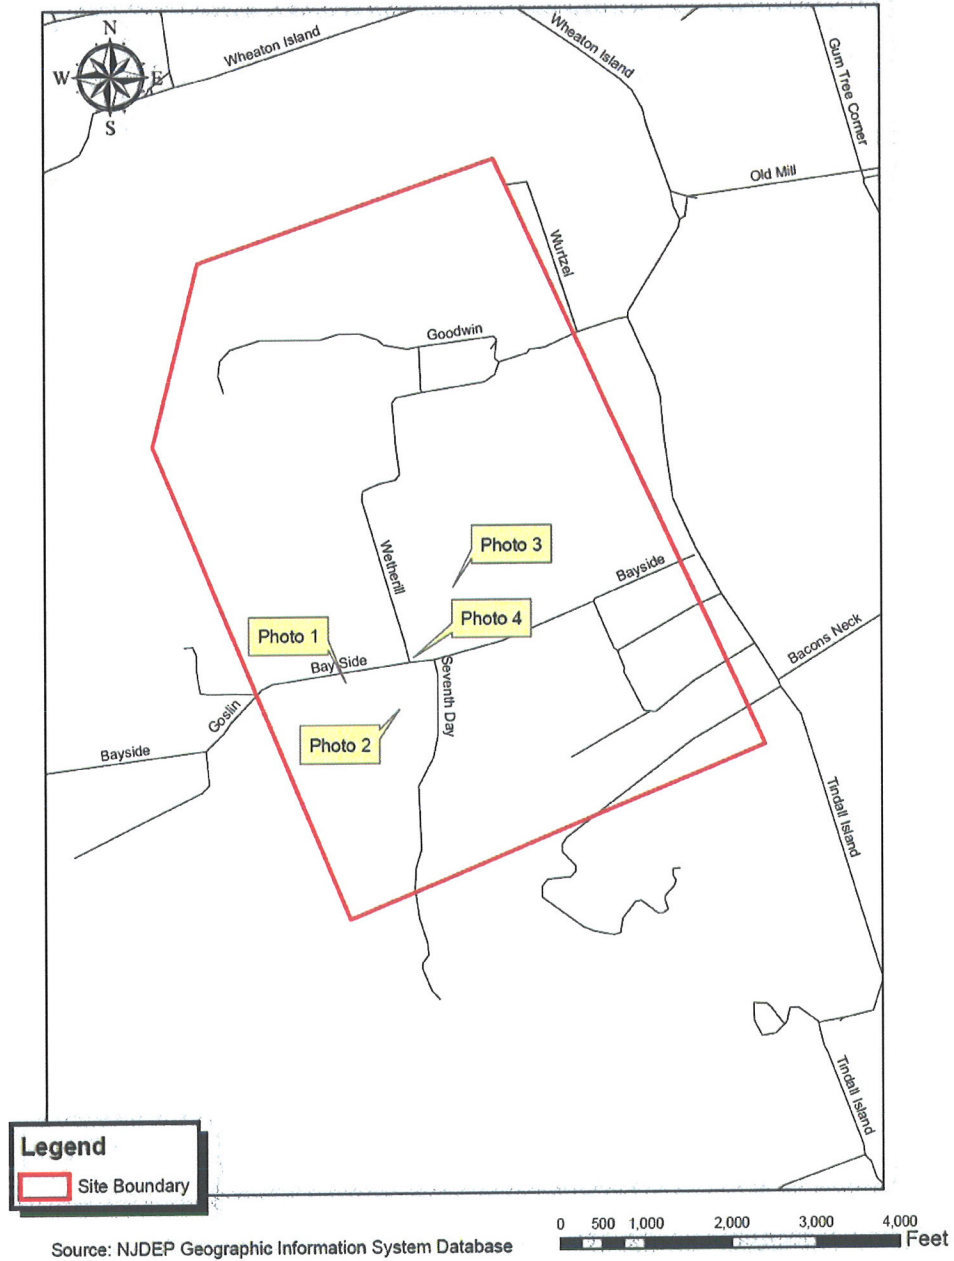 N
W
E
S
Wheaton Island
Wheaton Island
Gum Tree Corner
Old Mill
Wurtzel
Goodwin
Wetherill
Photo 3
Bayside
Photo 4
Photo 1
Bay Side
Bacons Neck
Seventh Day
Goslin
Photo 2
Bayside
Tindall Island
Tindall Island
Legend
Site Boundary
0 500 1,000 2,000 3,000 4,000
Feet
Source: NJDEP Geographic Information System Database